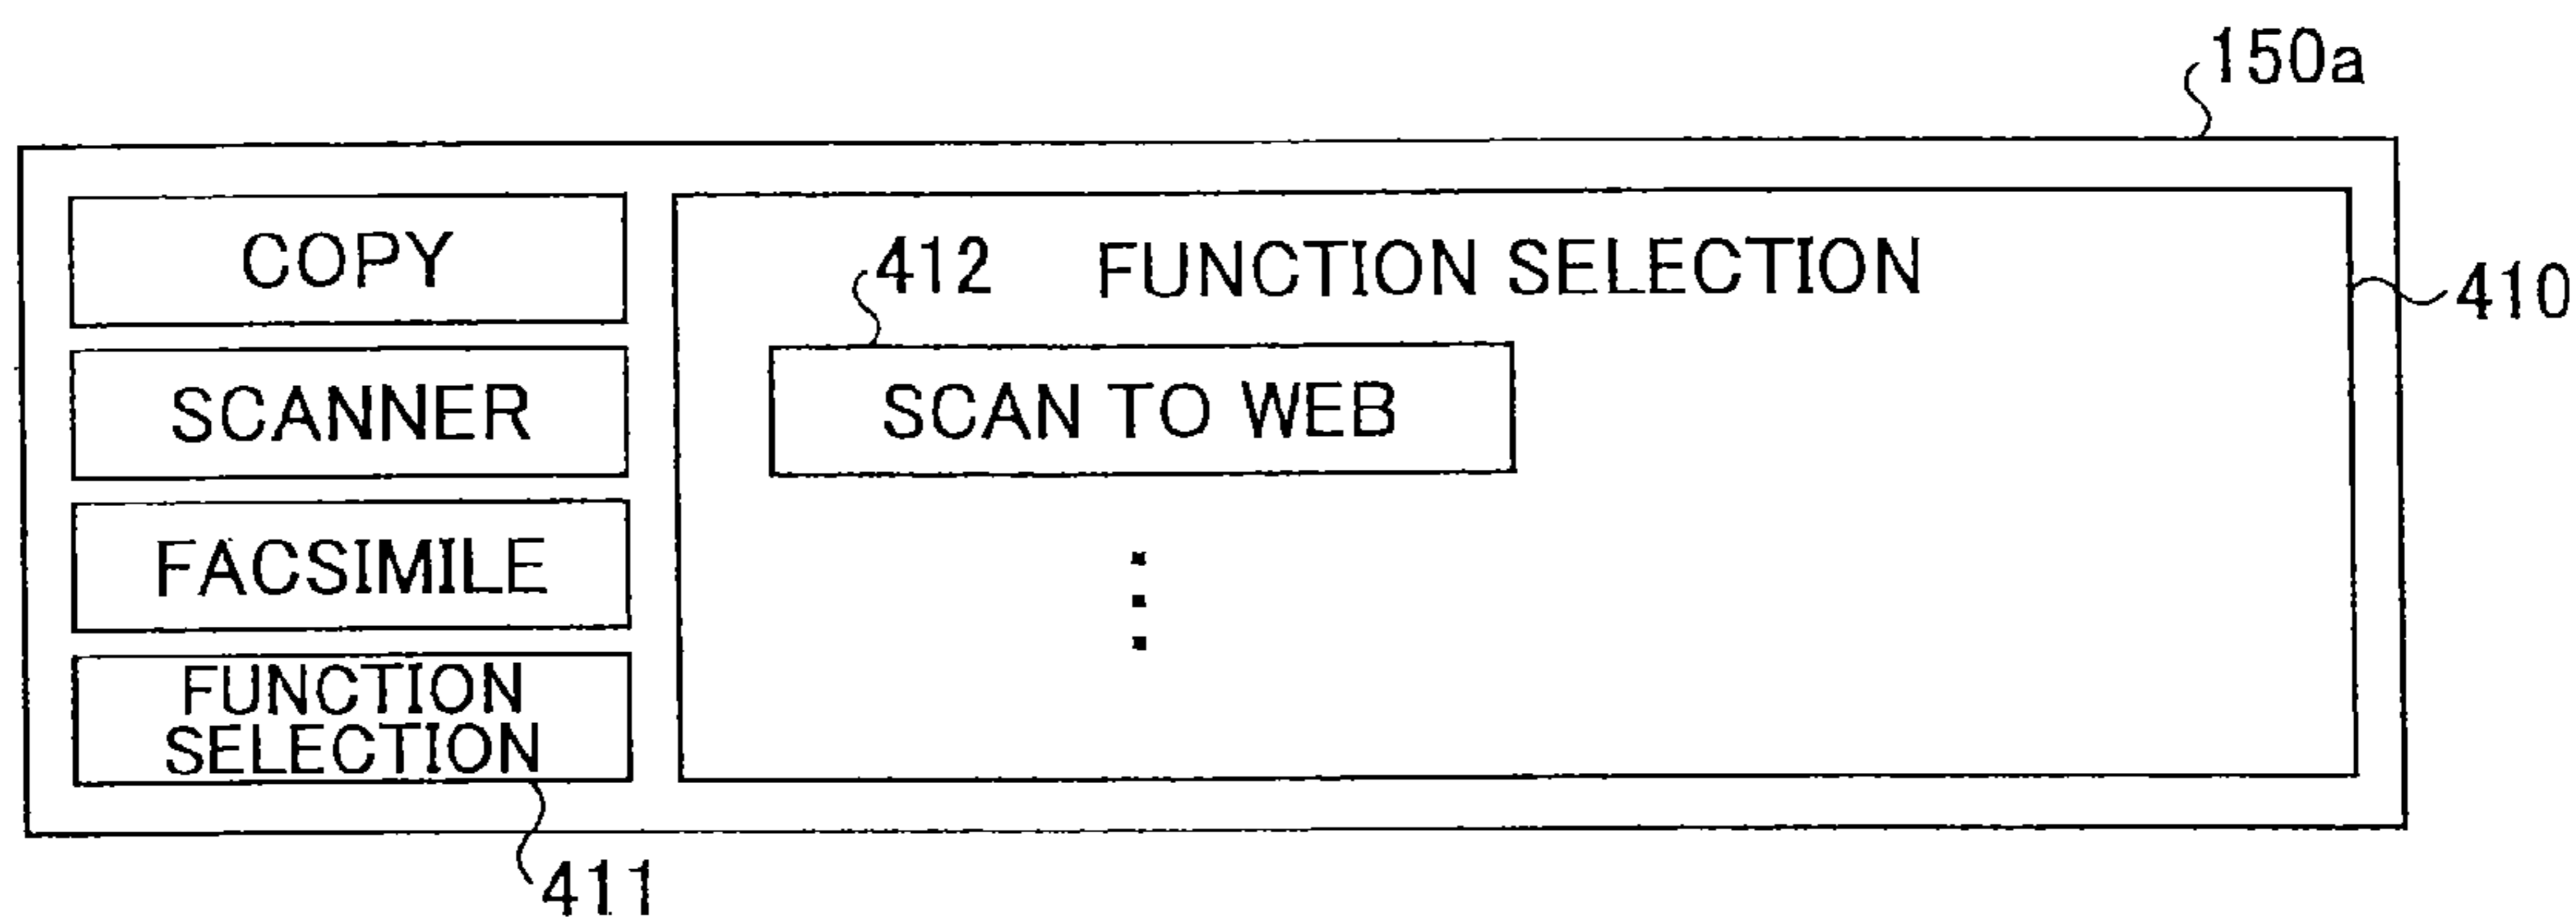 150a
COPY
SCANNER
FACSIMILE
FUNCTION
SELECTION
411
412 FUNCTION SELECTION
410
SCAN TO WEB